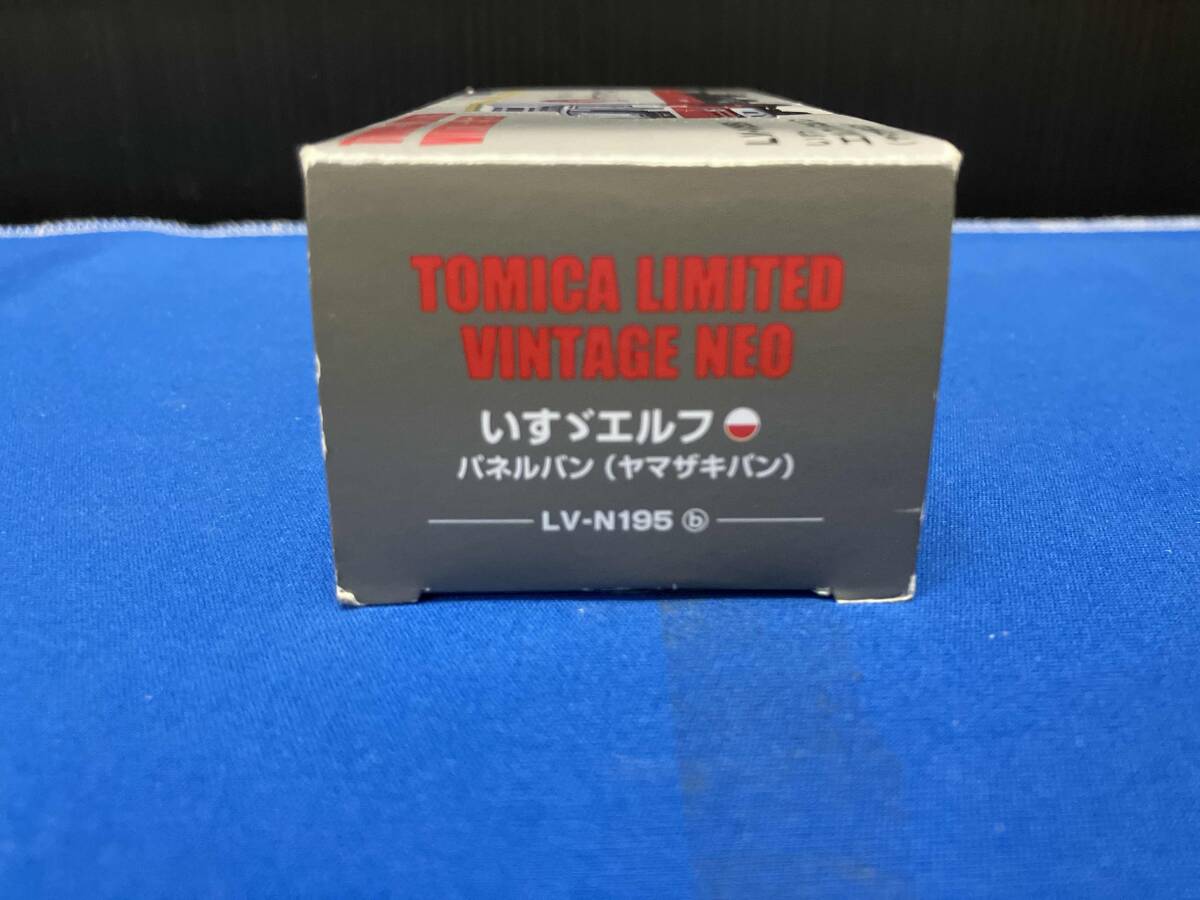 TOMICA LIMITED
VINTAGE NEO
いすゞエルフ
パネルバン（ヤマザキパン）
LV-N195 ⓑ